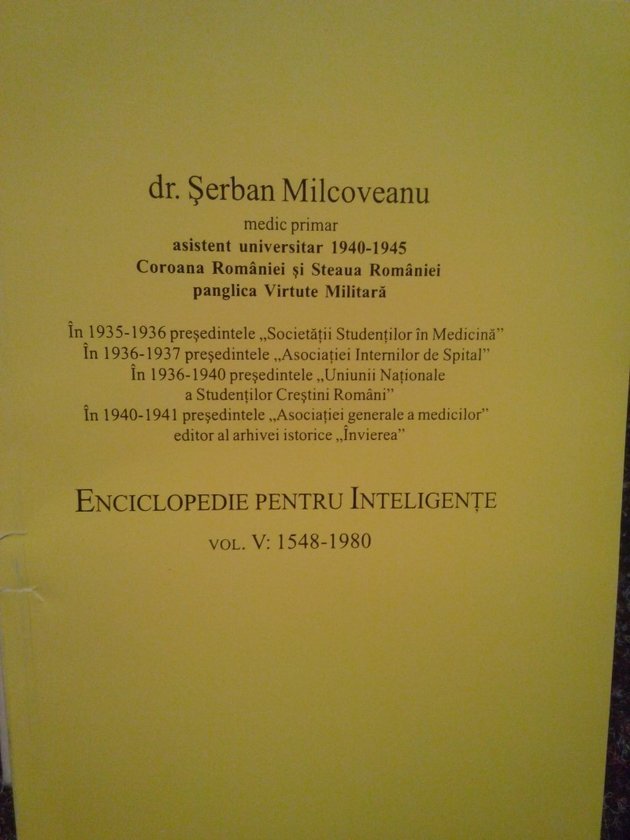 dr. Şerban Milcoveanu
medic primar
asistent universitar 1940-1945
Coroana României şi Steaua României
panglica Virtute Militară
În 1935-1936 preşedintele „Societăţii Studenţilor în Medicină”
În 1936-1937 preşedintele „Asociaţiei Internilor de Spital”
În 1936-1940 preşedintele „Uniunii Naţionale
a Studenţilor Creştini Români”
În 1940-1941 preşedintele „Asociaţiei generale a medicilor”
editor al arhivei istorice „Învierea”
ENCICLOPEDIE PENTRU INTELIGENŢE
VOL. V: 1548-1980